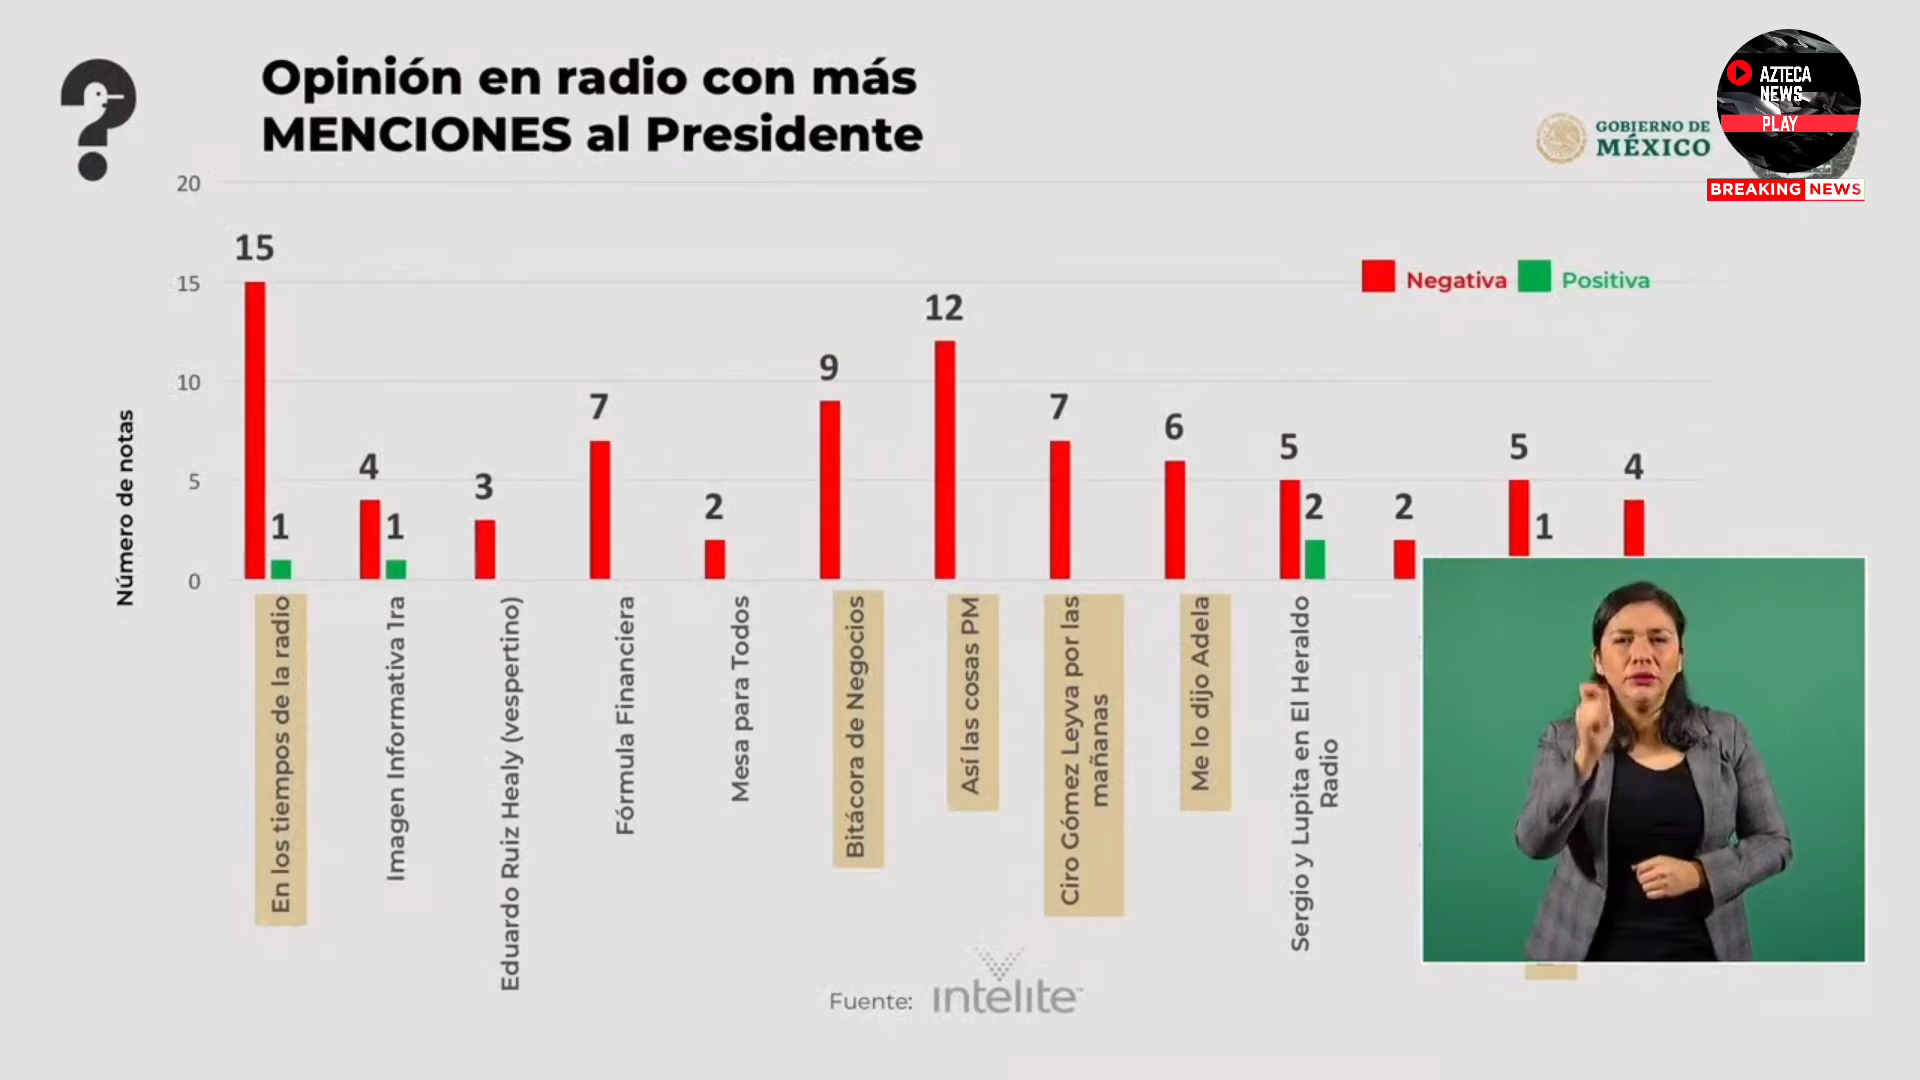 Opinión en radio con más
MENCIONES al Presidente
GOBIERNO DE
MÉXICO
AZTECA
NEWS
PLAY
BREAKING NEWS
Negativa
Positiva
Número de notas
20
15
10
5
0
15
1
4
1
3
7
2
9
12
7
6
5
2
2
5
1
4
En los tiempos de la radio
Imagen Informativa 1ra
Eduardo Ruiz Healy (vespertino)
Fórmula Financiera
Mesa para Todos
Bitácora de Negocios
Así las cosas PM
Ciro Gómez Leyva por las
mañanas
Me lo dijo Adela
Sergio y Lupita en El Heraldo
Radio
Fuente:
intelite™